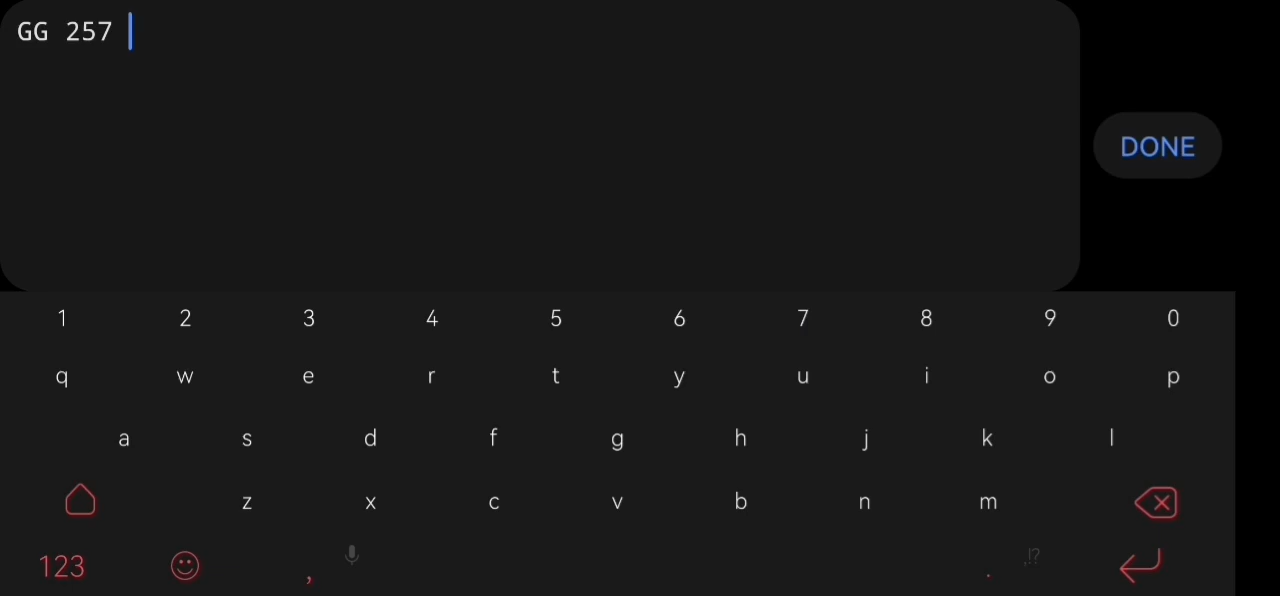 GG 257
DONE
1 2 3 4 5 6 7 8 9 0
q w e r t y u i o p
a s d f g h j k l
z x c v b n m
123 , . ,!?